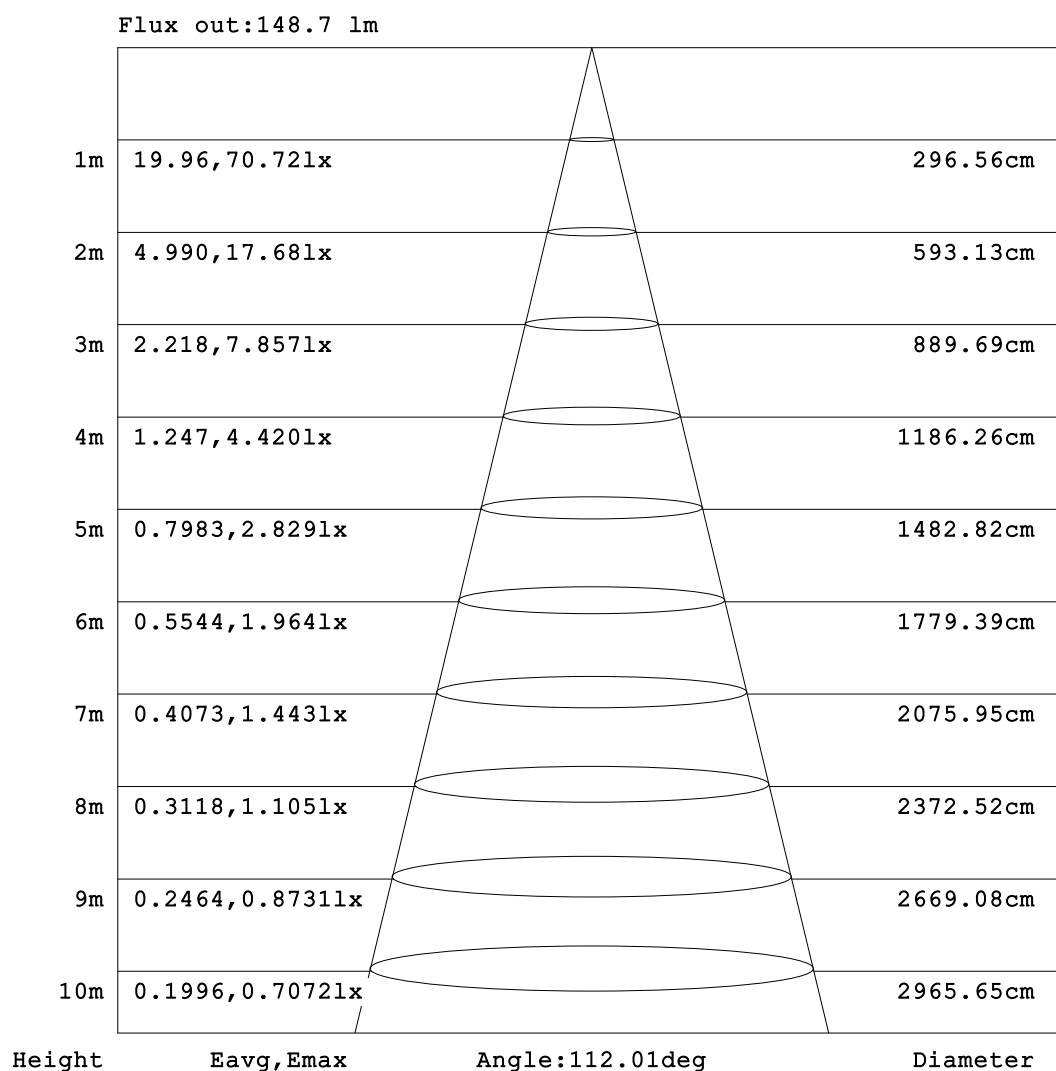 Flux out:148.7 lm
1m 19.96,70.72lx 296.56cm
2m 4.990,17.68lx 593.13cm
3m 2.218,7.857lx 889.69cm
4m 1.247,4.420lx 1186.26cm
5m 0.7983,2.829lx 1482.82cm
6m 0.5544,1.964lx 1779.39cm
7m 0.4073,1.443lx 2075.95cm
8m 0.3118,1.105lx 2372.52cm
9m 0.2464,0.8731lx 2669.08cm
10m 0.1996,0.7072lx 2965.65cm
Height Eavg,Emax Angle:112.01deg Diameter